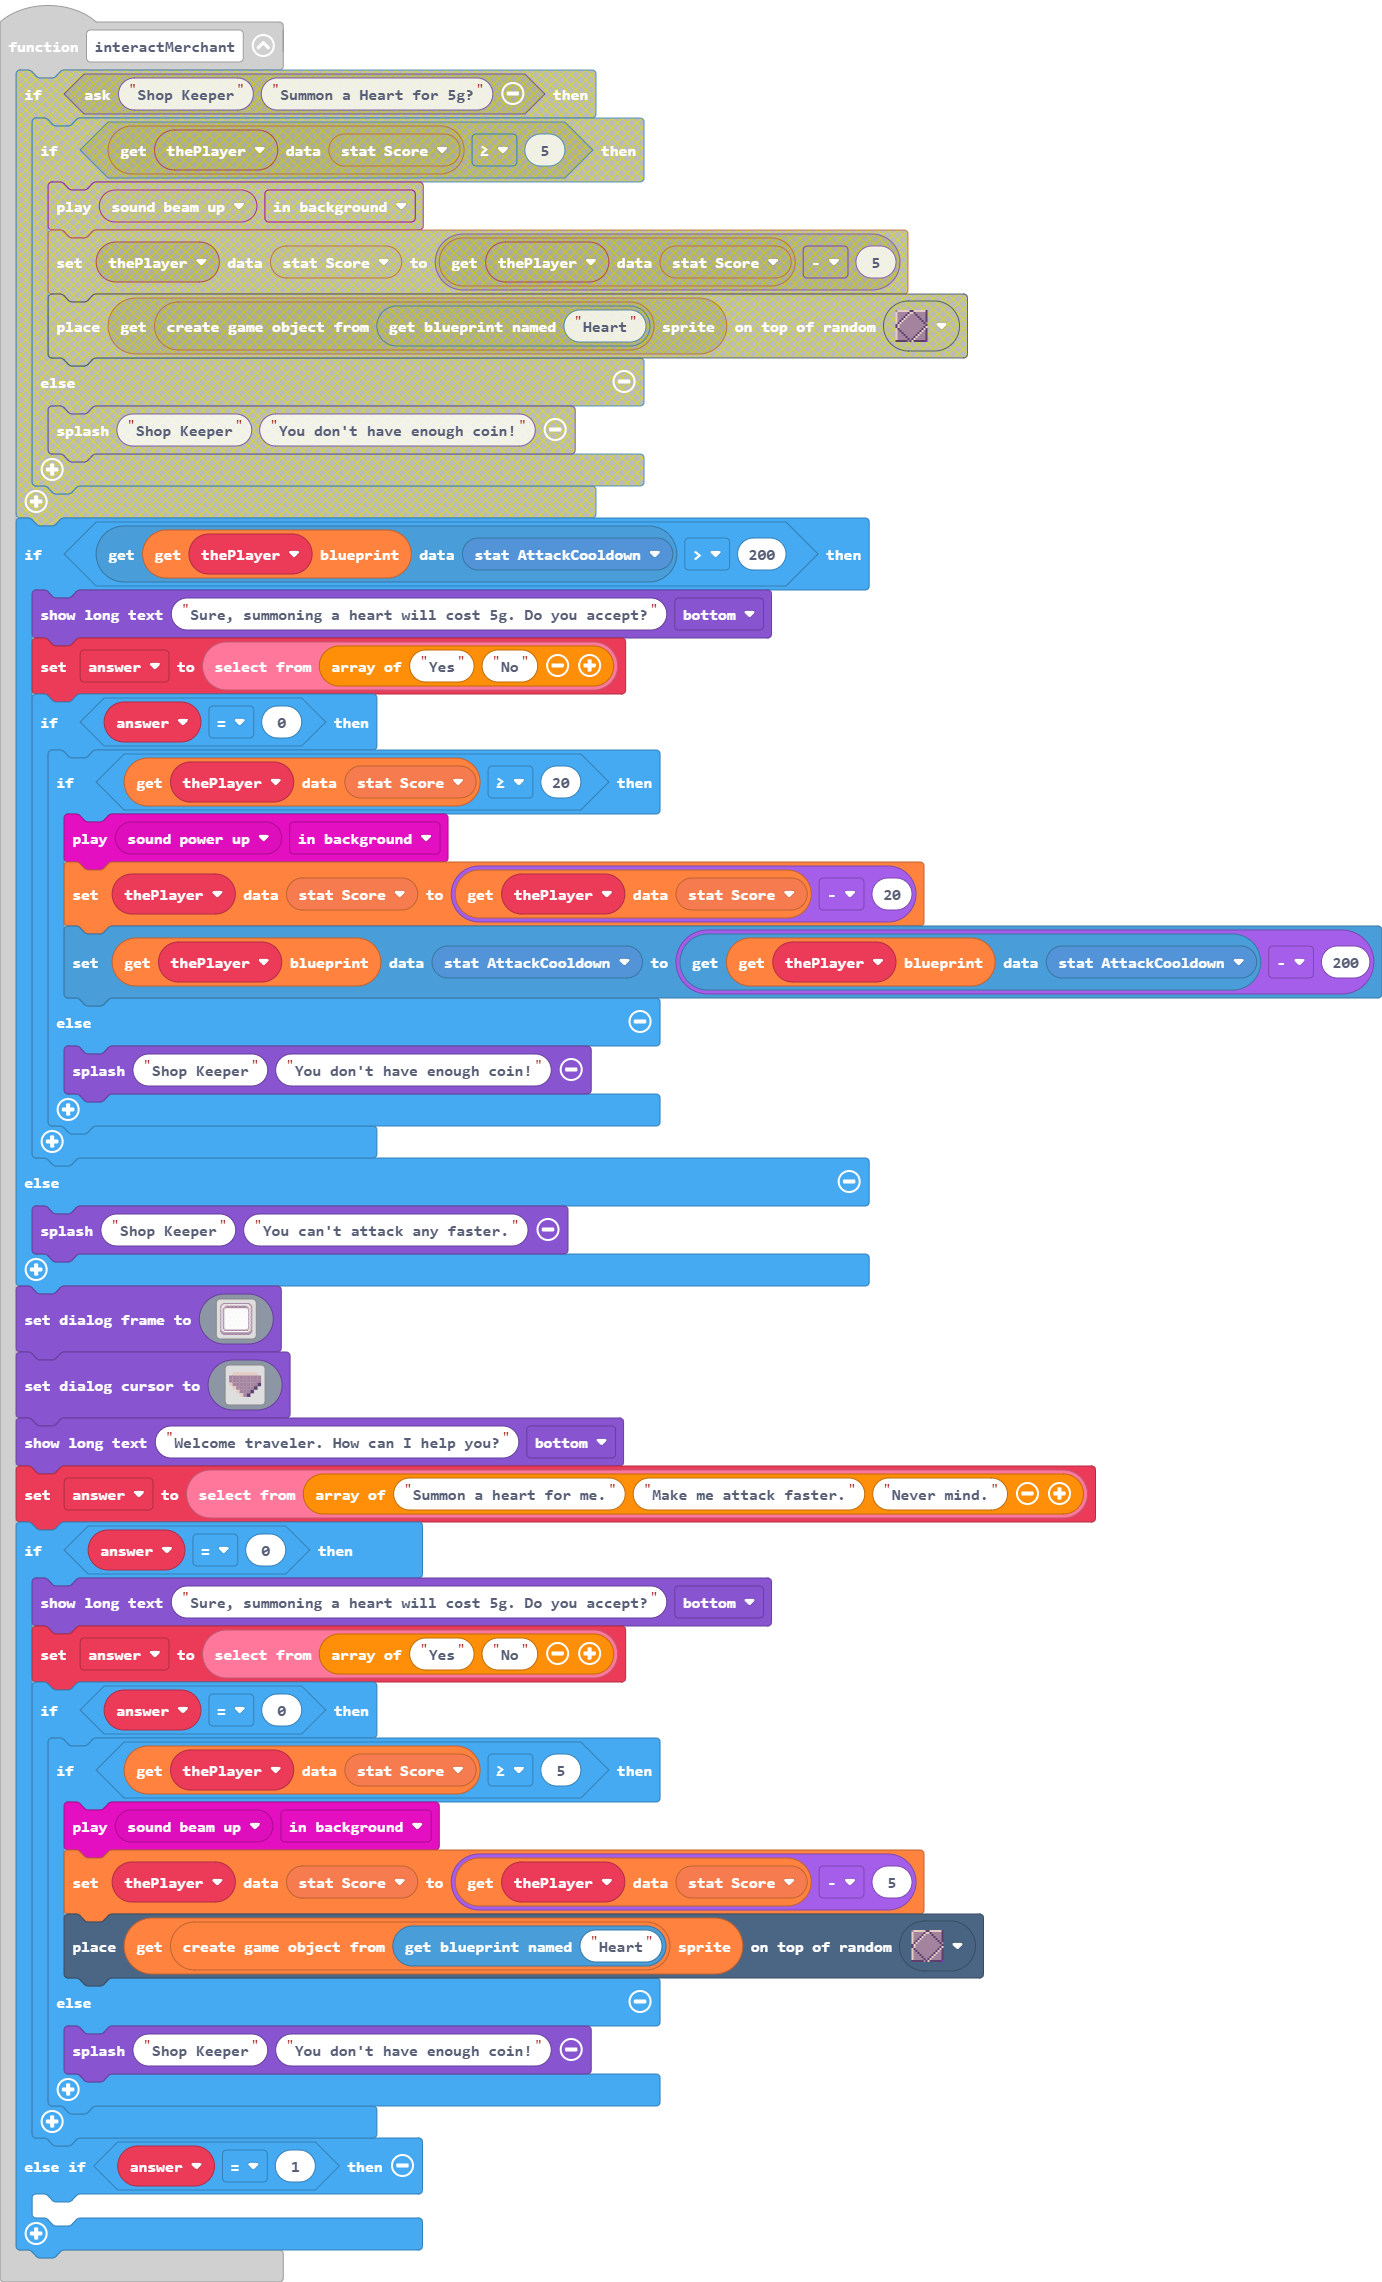 function interactMerchant
if ask "Shop Keeper" "Summon a Heart for 5g?" then
if get thePlayer data stat Score ≥ 5 then
play sound beam up in background
set thePlayer data stat Score to get thePlayer data stat Score - 5
place get create game object from get blueprint named "Heart" sprite on top of random
else
splash "Shop Keeper" "You don't have enough coin!"
if get get thePlayer blueprint data stat AttackCooldown > 200 then
show long text "Sure, summoning a heart will cost 5g. Do you accept?" bottom
set answer to select from array of "Yes" "No"
if answer = 0 then
if get thePlayer data stat Score ≥ 20 then
play sound power up in background
set thePlayer data stat Score to get thePlayer data stat Score - 20
set get thePlayer blueprint data stat AttackCooldown to get get thePlayer blueprint data stat AttackCooldown - 200
else
splash "Shop Keeper" "You don't have enough coin!"
else
splash "Shop Keeper" "You can't attack any faster."
set dialog frame to
set dialog cursor to
show long text "Welcome traveler. How can I help you?" bottom
set answer to select from array of "Summon a heart for me." "Make me attack faster." "Never mind."
if answer = 0 then
show long text "Sure, summoning a heart will cost 5g. Do you accept?" bottom
set answer to select from array of "Yes" "No"
if answer = 0 then
if get thePlayer data stat Score ≥ 5 then
play sound beam up in background
set thePlayer data stat Score to get thePlayer data stat Score - 5
place get create game object from get blueprint named "Heart" sprite on top of random
else
splash "Shop Keeper" "You don't have enough coin!"
else if answer = 1 then